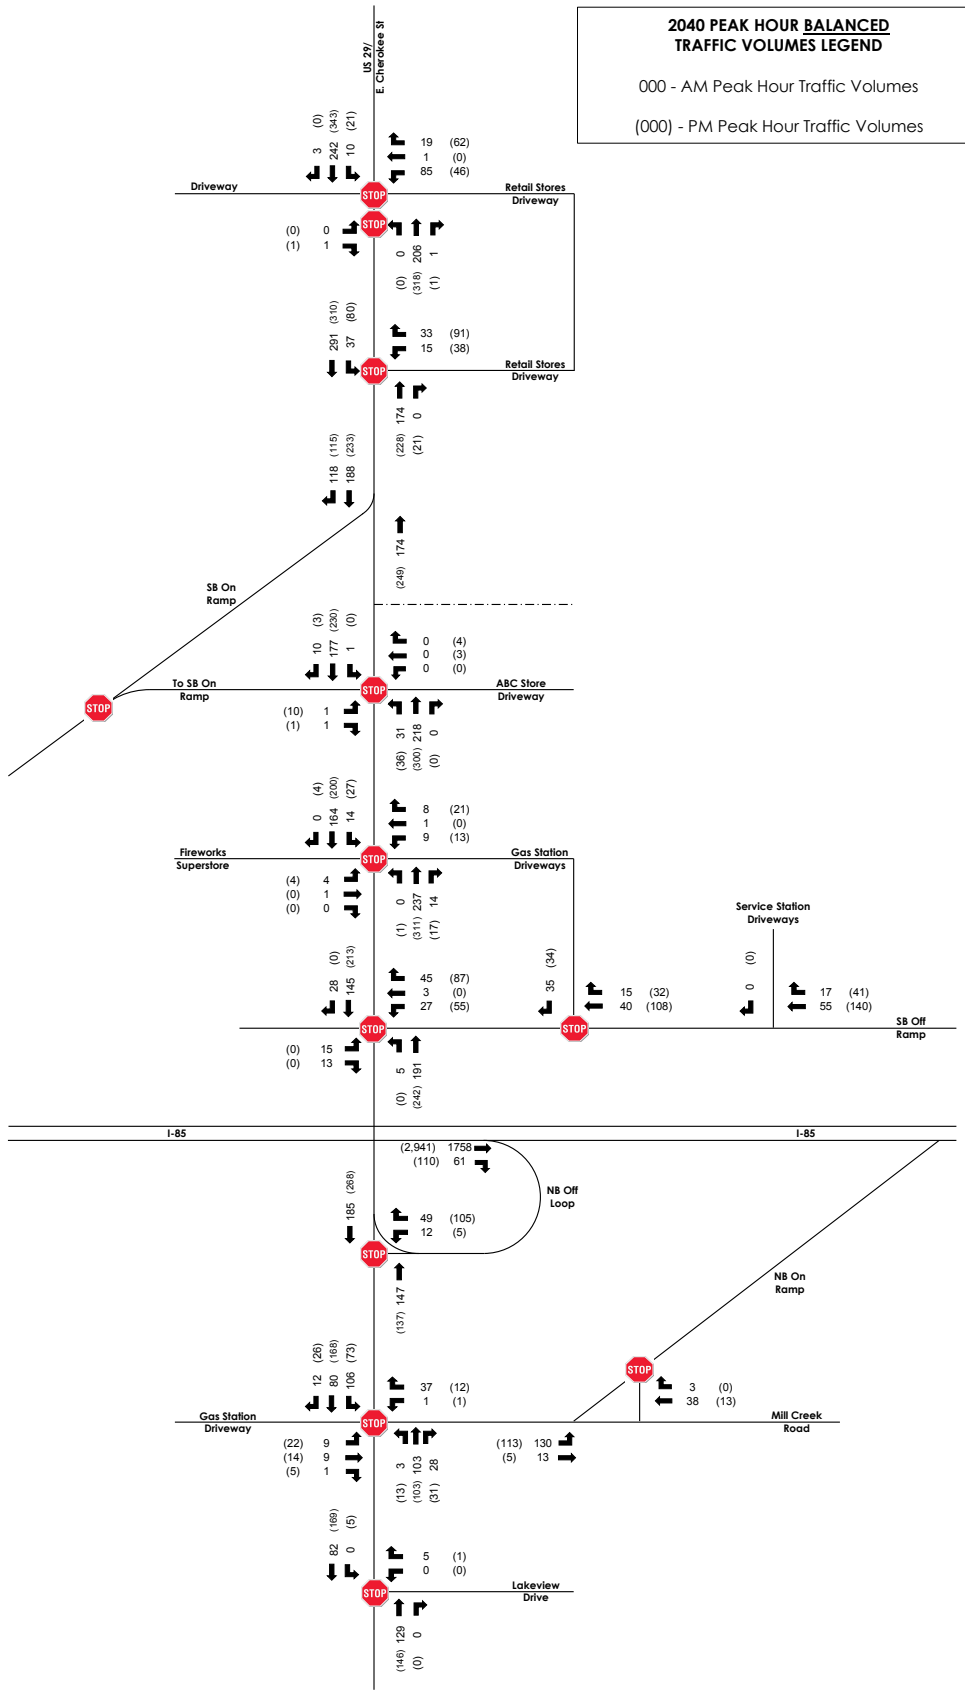 2040 PEAK HOUR BALANCED
TRAFFIC VOLUMES LEGEND
000 - AM Peak Hour Traffic Volumes
(000) - PM Peak Hour Traffic Volumes
US 29/
E. Cherokee St
3 (0)
242 (343)
10 (21)
19 (62)
1 (0)
85 (46)
Driveway
STOP
Retail Stores
Driveway
STOP
(0) 0
(1) 1
(0) 0
(318) 206
(1) 1
291 (310)
37 (80)
33 (91)
15 (38)
STOP
Retail Stores
Driveway
(228) 174
(21) 0
118 (115)
188 (233)
(249) 174
SB On
Ramp
10 (3)
177 (230)
1 (0)
0 (4)
0 (3)
0 (0)
To SB On
Ramp
STOP
ABC Store
Driveway
STOP
(10) 1
(1) 1
(36) 31
(300) 218
(0) 0
0 (4)
164 (200)
14 (27)
8 (21)
1 (0)
9 (13)
Fireworks
Superstore
STOP
Gas Station
Driveways
(4) 4
(0) 1
(0) 0
(1) 0
(311) 237
(17) 14
Service Station
Driveways
28 (0)
145 (213)
45 (87)
3 (0)
27 (55)
35 (34)
15 (32)
40 (108)
0 (0)
17 (41)
55 (140)
STOP
STOP
SB Off
Ramp
(0) 15
(0) 13
(0) 5
(242) 191
I-85
I-85
(2,941) 1758
(110) 61
NB Off
Loop
185 (268)
49 (105)
12 (5)
STOP
(137) 147
NB On
Ramp
12 (26)
80 (168)
106 (73)
37 (12)
1 (1)
STOP
3 (0)
38 (13)
Gas Station
Driveway
STOP
Mill Creek
Road
(22) 9
(14) 9
(5) 1
(13) 3
(103) 103
(31) 28
(113) 130
(5) 13
82 (169)
0 (5)
5 (1)
0 (0)
STOP
Lakeview
Drive
(146) 129
(0) 0